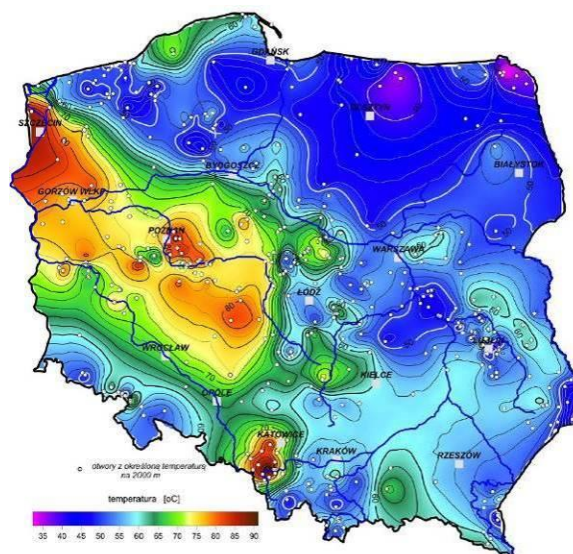 GDAŃSK
OLSZTYN
SZCZECIN
BYDGOSZCZ
BIAŁYSTOK
GORZÓW WLKP.
POZNAŃ
WARSZAWA
ŁÓDŹ
WROCŁAW
KIELCE
OPOLE
KATOWICE
KRAKÓW
RZESZÓW
otwory z określoną temperaturą
na 2000 m
temperatura [oC]
35 40 45 50 55 60 65 70 75 80 85 90